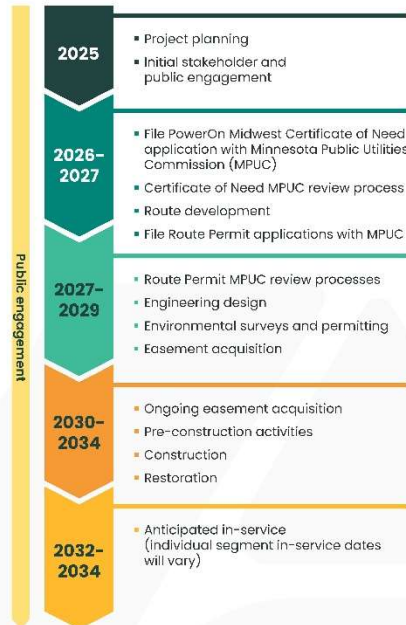 Public engagement
2025
▪ Project planning
▪ Initial stakeholder and
public engagement
2026-
2027
▪ File PowerOn Midwest Certificate of Need
application with Minnesota Public Utilities
Commission (MPUC)
▪ Certificate of Need MPUC review process
▪ Route development
▪ File Route Permit applications with MPUC
2027-
2029
▪ Route Permit MPUC review processes
▪ Engineering design
▪ Environmental surveys and permitting
▪ Easement acquisition
2030-
2034
▪ Ongoing easement acquisition
▪ Pre-construction activities
▪ Construction
▪ Restoration
2032-
2034
▪ Anticipated in-service
(individual segment in-service dates
will vary)